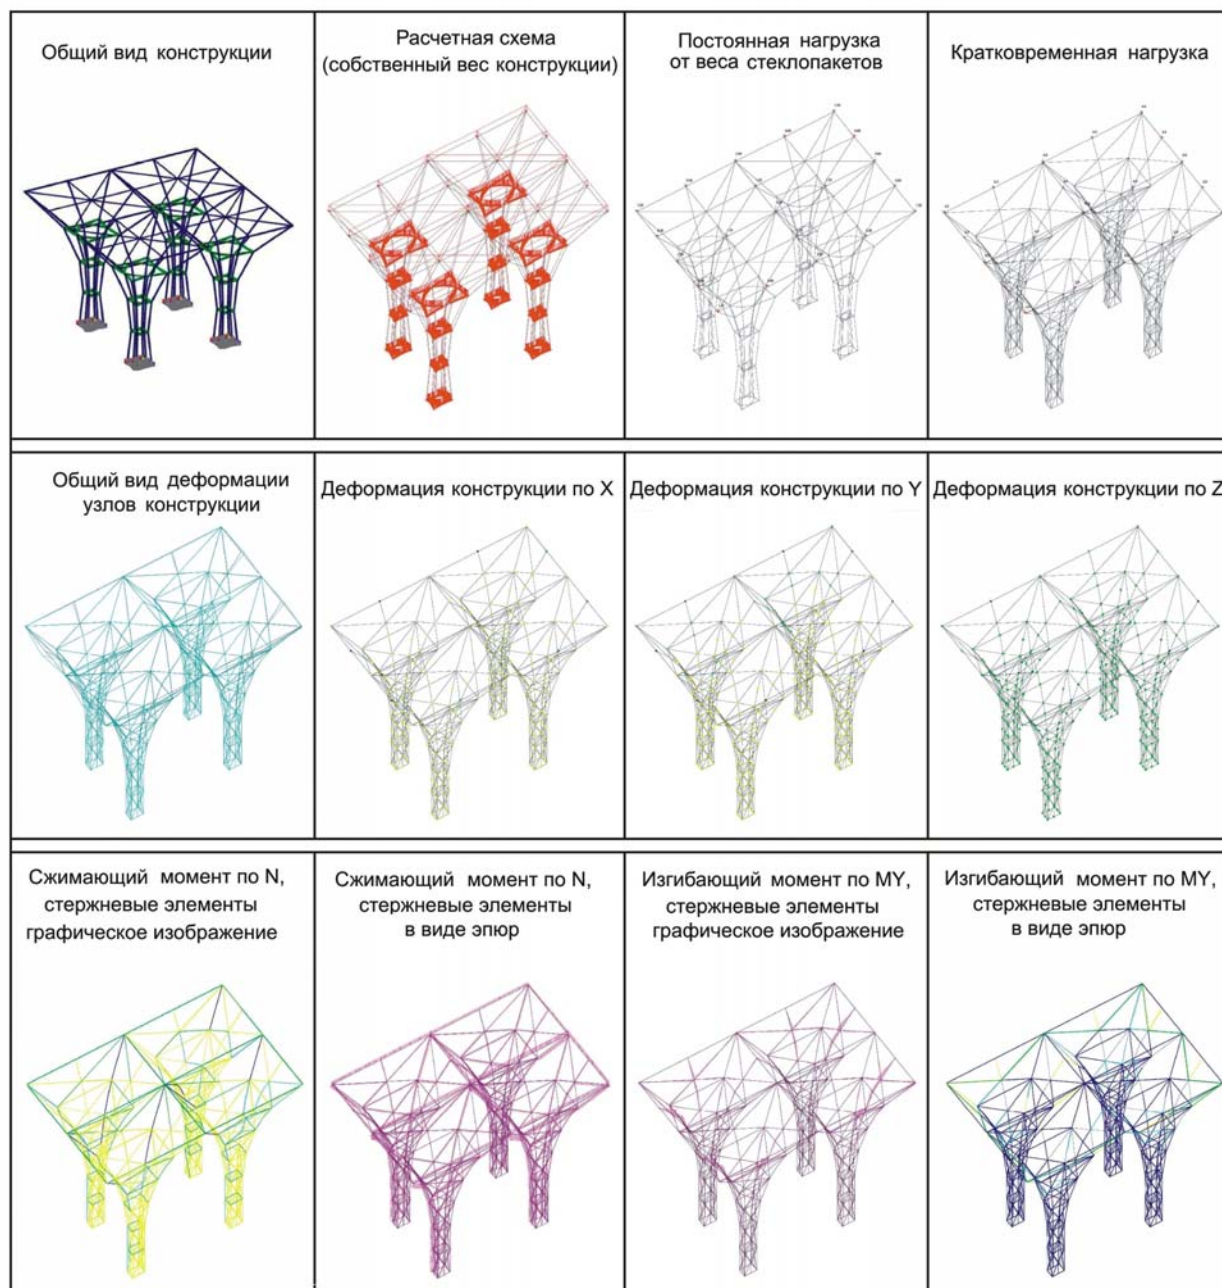 Общий вид конструкции
Расчетная схема
(собственный вес конструкции)
Постоянная нагрузка
от веса стеклопакетов
Кратковременная нагрузка
Общий вид деформации
узлов конструкции
Деформация конструкции по X
Деформация конструкции по Y
Деформация конструкции по Z
Сжимающий момент по N,
стержневые элементы
графическое изображение
Сжимающий момент по N,
стержневые элементы
в виде эпюр
Изгибающий момент по MY,
стержневые элементы
графическое изображение
Изгибающий момент по MY,
стержневые элементы
в виде эпюр